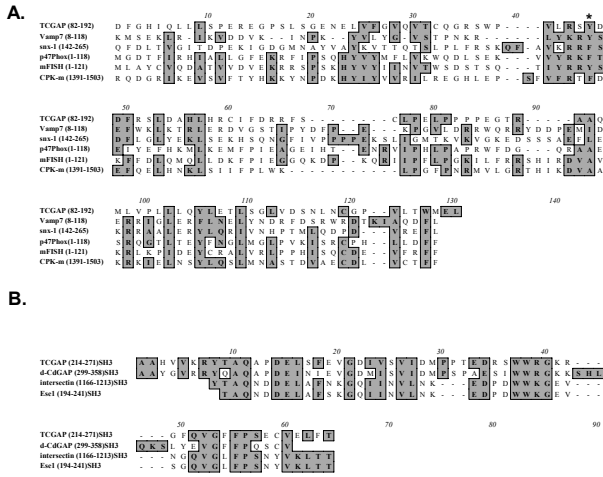 A.
10 20 30 *
TCGAP (82-192) D F G H I Q L L L S P E R E G P S L S G E N E L V F G V Q V T C Q G R S W P - - - - V L R S Y D
Vamp7 (8-118) K M S E K L R - I K V D D V K - I N P K - - Y V L Y G - V S T P N K R - - - - L Y K R Y S
snx-1 (142-265) Q F D L T V G I T D P E K I G D G M N A Y V A Y K V T T Q T S L P L F R S K Q F A V K R R F S
p47Phox(1-118) M G D T F I R H I A L L G F E K R F I P S Q H Y V Y M F L V K W Q D L S E K - - V V Y R K F T
mFISH (1-121) M L A Y C V Q D A T V V D V E K R R S P S K H Y V Y I I N V T W S D S T S Q T - - I Y R R Y S
CPK-m (1391-1503) R Q D G R I K E V S V F T Y H K K Y N P D K H Y I Y V V R I L R E G H L E P - S F V F R T F D
50 60 70 80 90
TCGAP (82-192) D F R S L D A H L H R C I F D R R F S - - - - - - - C L P E L P P P P E G T R - - - - A A Q
Vamp7 (8-118) E F W K L K T R L E R D V G S T I P Y D F P - - E - - - K P G V L D R R W Q R R Y D D P E M I D
snx-1 (142-265) D F L G L Y E K L S E K H S Q N G F I V P P P P E K S L I G M T K V K V G K E D S S S A E F L E
p47Phox(1-118) E I Y E F H K M L K E M F P I E A G E I H T - - E N R V I P H L P A P R W F D G - - - Q R A A E
mFISH (1-121) K F F D L Q M Q L L D K F P I E G G Q K D P - - K Q R I I P F L P G K I L F R R S H I R D V A V
CPK-m (1391-1503) E F Q E L H N K L S I I F P L W K - - - - - - - - L P G F P N R M V L G R T H I K D V A A
100 110 120 130 140
TCGAP (82-192) M L V P L L L Q Y L E T L S G L V D S N L N C G P - - V L T W M E L
Vamp7 (8-118) E R R I G L E R F L N E L Y N D R F D S R W R D T K I A Q D F L
snx-1 (142-265) K R R A A L E R Y L Q R I V N H P T M L Q D P D - - - V R E F L
p47Phox(1-118) S R Q G T L T E Y F N G L M G L P V K I S R C P H - - L L D F F
mFISH (1-121) K R L K P I D E Y C R A L V R L P P H I S Q C D E - - - V L R F F
CPK-m (1391-1503) K R K I E L N S Y L Q S L M N A S T D V A E C D L - - - V C T F F
B.
10 20 30 40
TCGAP (214-271)SH3 A A H V V K R Y T A Q A P D E L S F E V G D I V S V I D M P P T E D R S W W R G K R - -
d-CdGAP (299-358)SH3 A A Y G V R R Y Q A Q A P D E I N I E V G D M I S V I D M P S P A E S I W W R G K K S H L
intersectin (1166-1213)SH3 Y T A Q N D D E L A F N K G Q I I N V L N K - - E D P D W W K G E V - -
Ese1 (194-241)SH3 Q A Q N D D E L A F S K G Q I I N V L N K - - E D P D W W K G E V - -
50 60 70 80 90
TCGAP (214-271)SH3 - - - G F Q V G F F P S E C V E L F T
d-CdGAP (299-358)SH3 Q K S L Y E V G F F P Q S C V
intersectin (1166-1213)SH3 - - - N G Q V G L F P S N Y V K L T T
Ese1 (194-241)SH3 - - - S G Q V G L F P S N Y V K L T T